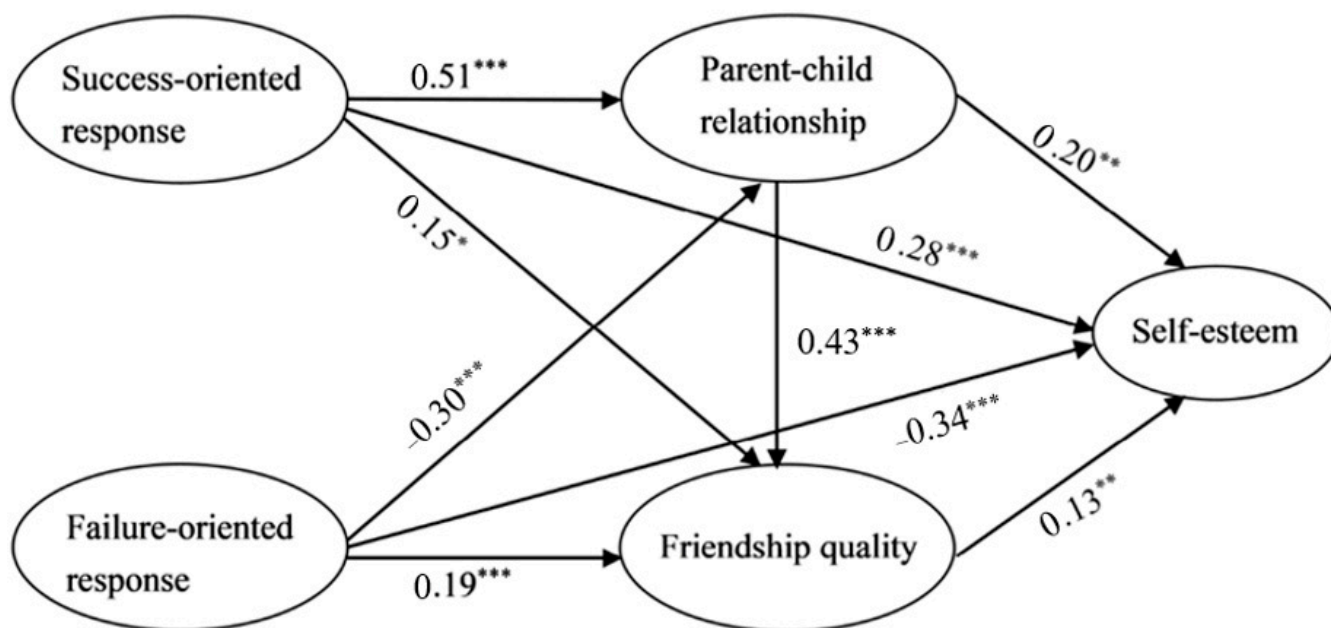 Success-oriented
response
0.51***
Parent-child
relationship
0.20**
0.15*
0.28***
Self-esteem
0.43***
–0.30***
–0.34***
Failure-oriented
response
0.19***
Friendship quality
0.13**